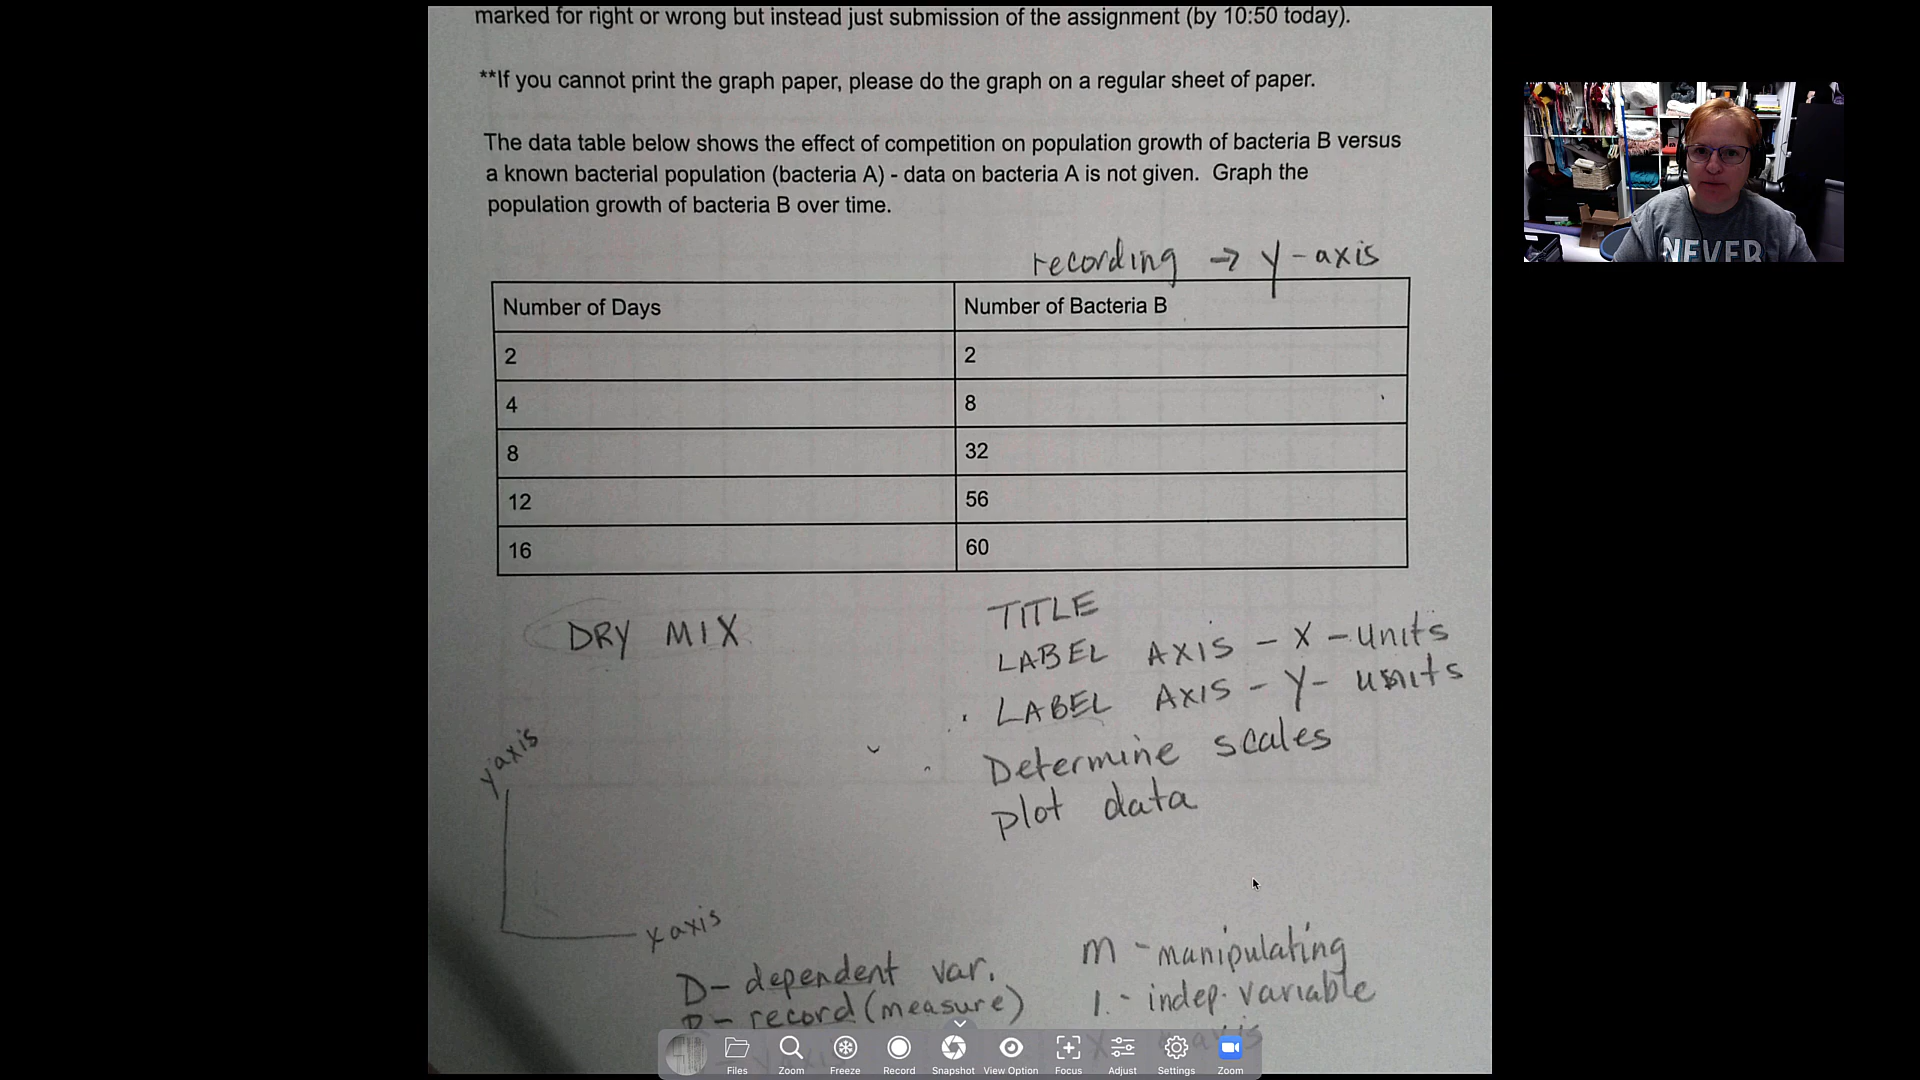 marked for right or wrong but instead just submission of the assignment (by 10:50 today).
**If you cannot print the graph paper, please do the graph on a regular sheet of paper.
The data table below shows the effect of competition on population growth of bacteria B versus
a known bacterial population (bacteria A) - data on bacteria A is not given. Graph the
population growth of bacteria B over time.
recording → y-axis
Number of Days Number of Bacteria B
2 2
4 8
8 32
12 56
16 60
DRY MIX
TITLE
LABEL AXIS - X - units
LABEL AXIS - Y - units
Determine scales
plot data
y axis
x axis
D- dependent var.
R- record (measure)
M - manipulating
I - indep. variable
NEVER
Files Zoom Freeze Record Snapshot View Option Focus Adjust Settings Zoom